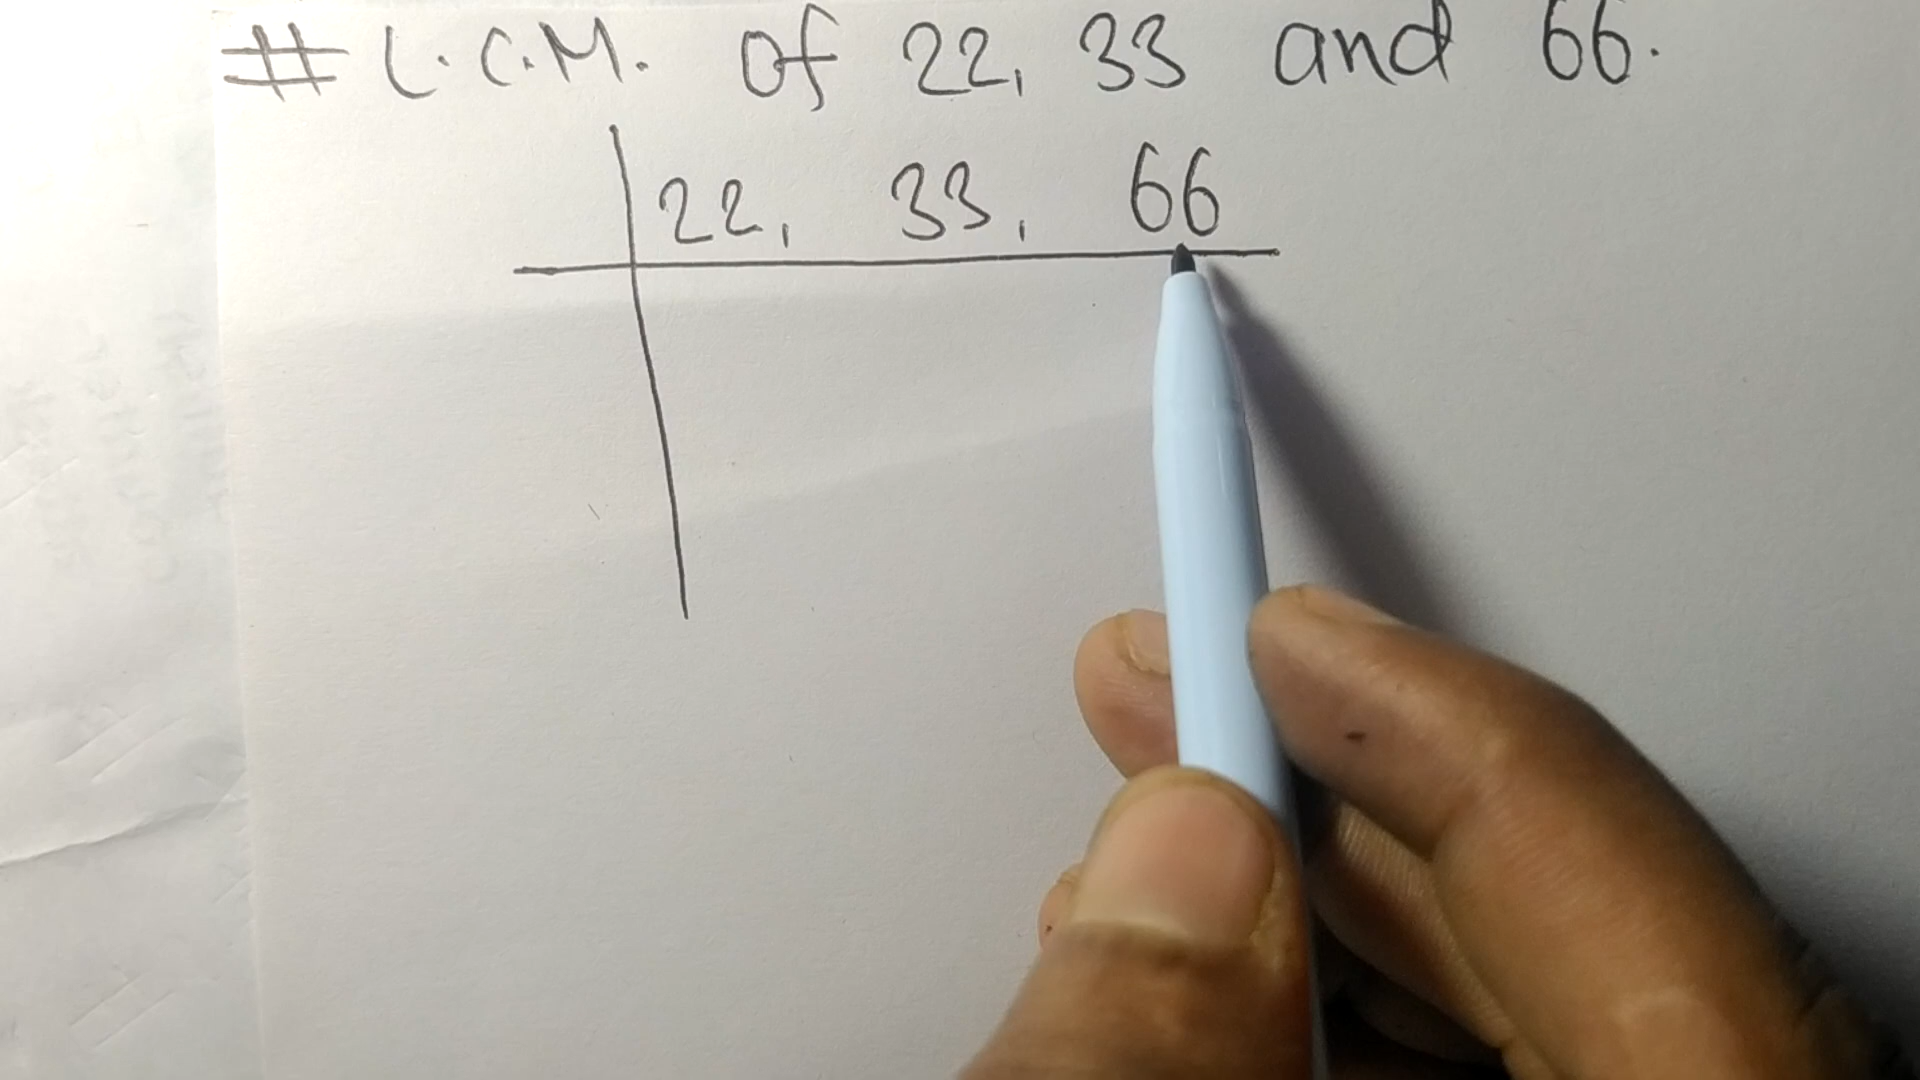 # L.C.M. of 22, 33 and 66.
22, 33, 66